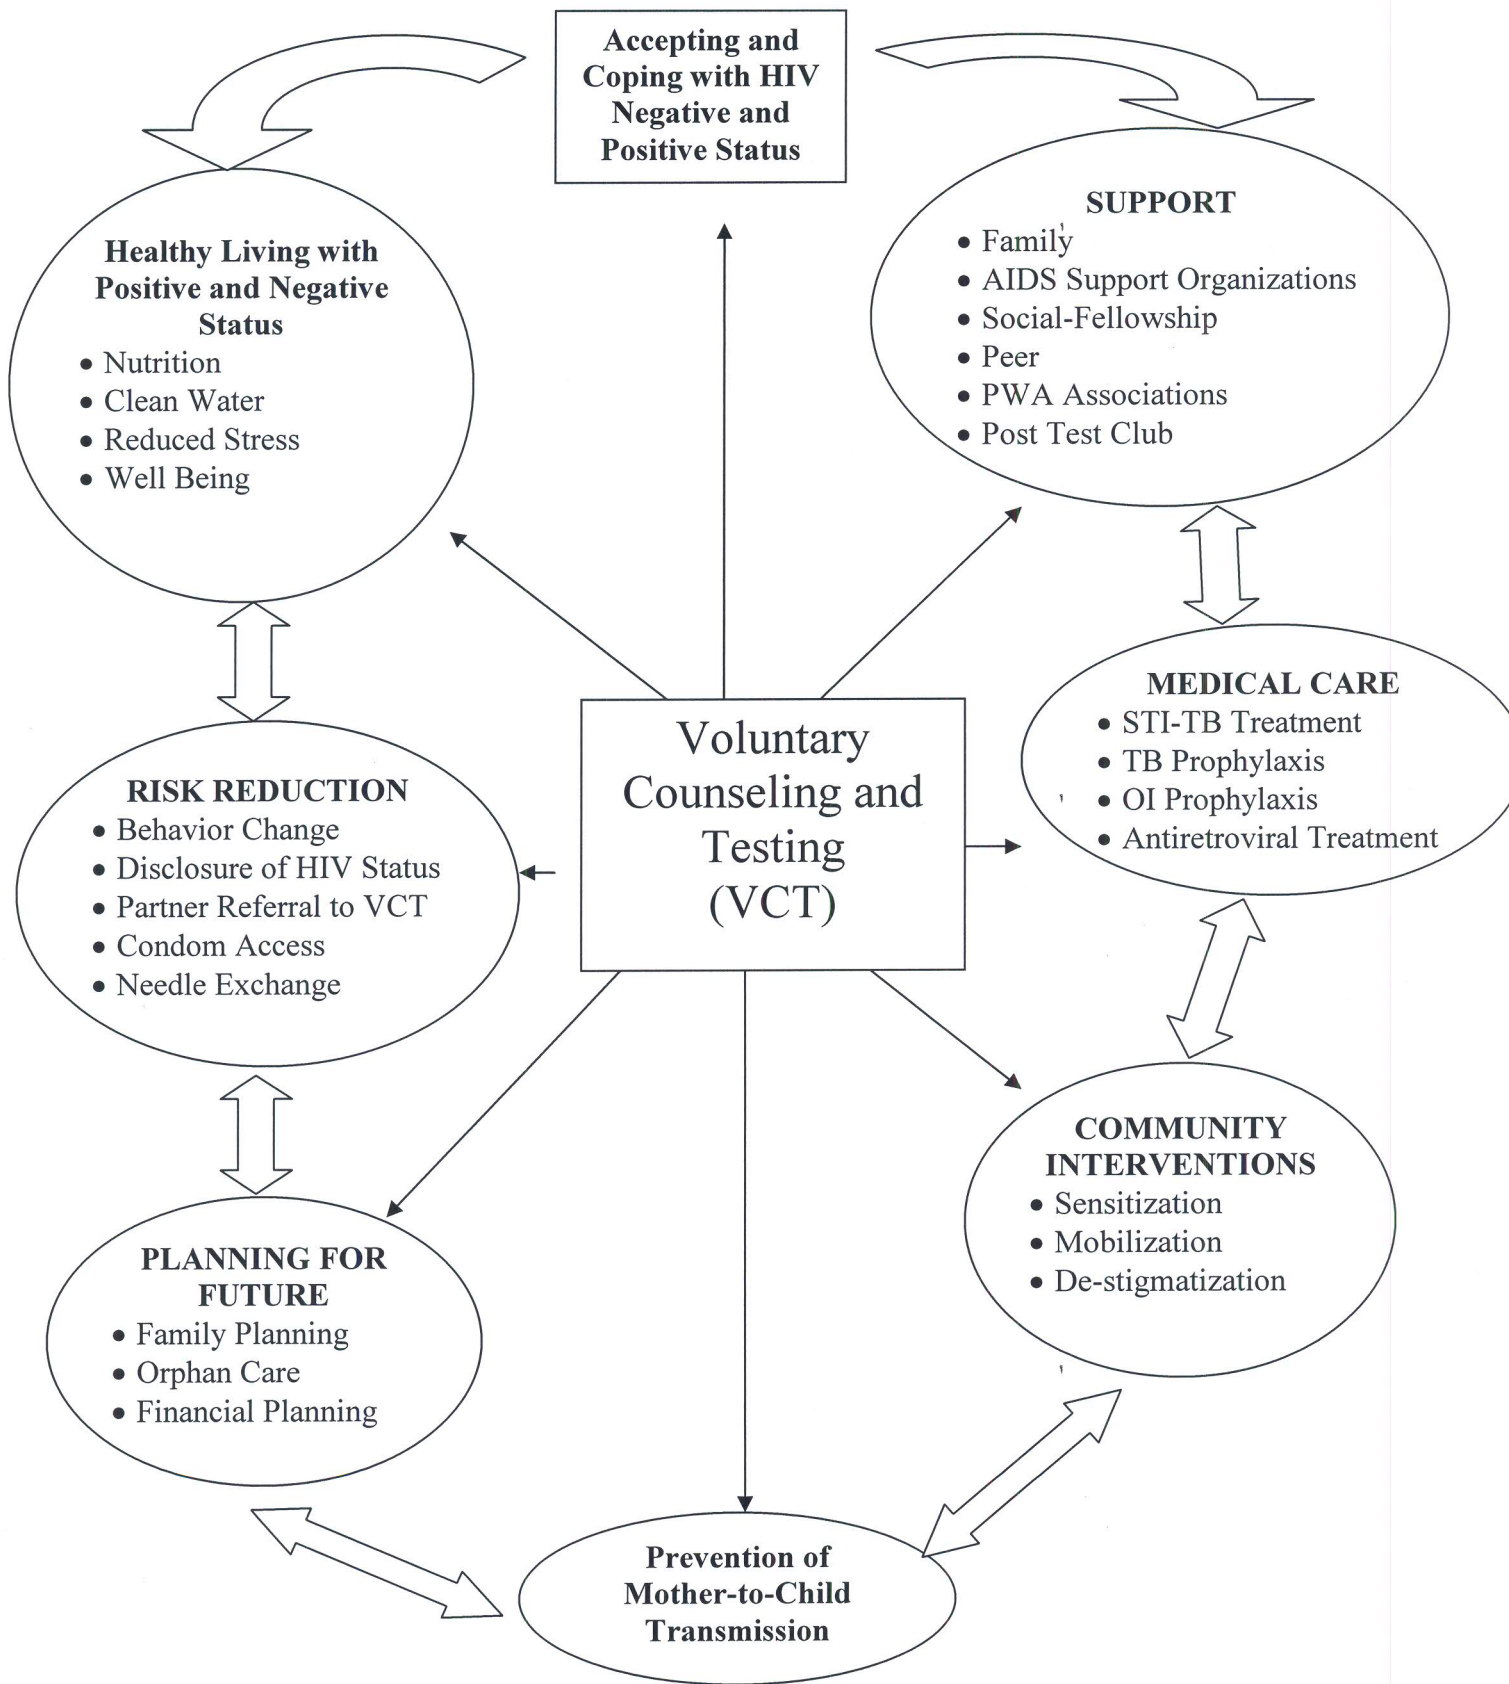 Accepting and
Coping with HIV
Negative and
Positive Status
Healthy Living with
Positive and Negative
Status
• Nutrition
• Clean Water
• Reduced Stress
• Well Being
SUPPORT
• Family
• AIDS Support Organizations
• Social-Fellowship
• Peer
• PWA Associations
• Post Test Club
Voluntary
Counseling and
Testing
(VCT)
MEDICAL CARE
• STI-TB Treatment
• TB Prophylaxis
• OI Prophylaxis
• Antiretroviral Treatment
RISK REDUCTION
• Behavior Change
• Disclosure of HIV Status
• Partner Referral to VCT
• Condom Access
• Needle Exchange
COMMUNITY
INTERVENTIONS
• Sensitization
• Mobilization
• De-stigmatization
PLANNING FOR
FUTURE
• Family Planning
• Orphan Care
• Financial Planning
Prevention of
Mother-to-Child
Transmission